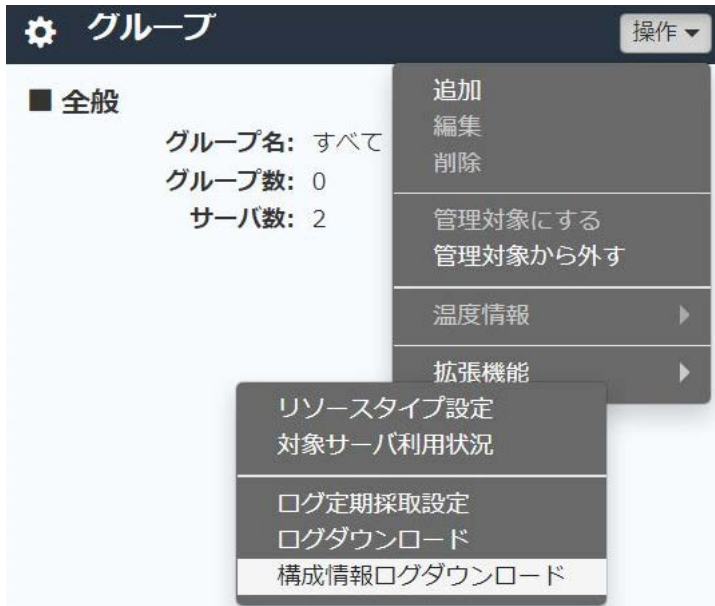 グループ
操作
■ 全般
グループ名: すべて
グループ数: 0
サーバ数: 2
追加
編集
削除
管理対象にする
管理対象から外す
温度情報
拡張機能
リソースタイプ設定
対象サーバ利用状況
ログ定期採取設定
ログダウンロード
構成情報ログダウンロード